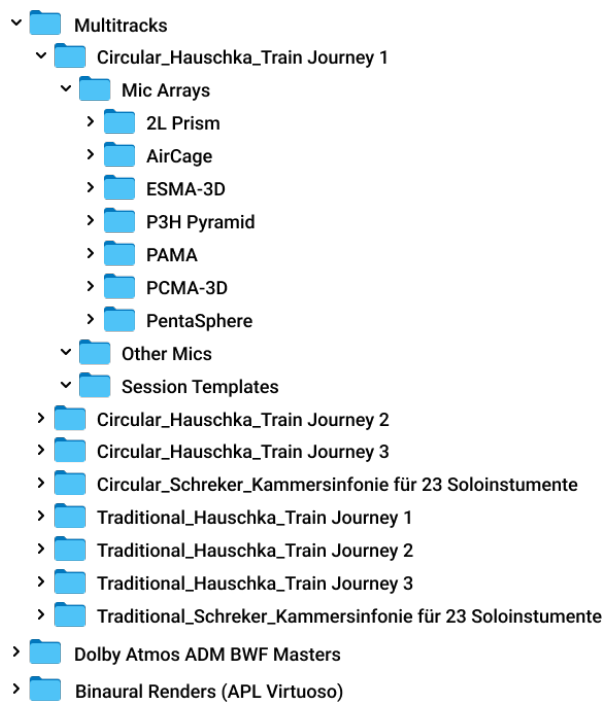 Multitracks
Circular_Hauschka_Train Journey 1
Mic Arrays
2L Prism
AirCage
ESMA-3D
P3H Pyramid
PAMA
PCMA-3D
PentaSphere
Other Mics
Session Templates
Circular_Hauschka_Train Journey 2
Circular_Hauschka_Train Journey 3
Circular_Schreker_Kammersinfonie für 23 Soloinstumente
Traditional_Hauschka_Train Journey 1
Traditional_Hauschka_Train Journey 2
Traditional_Hauschka_Train Journey 3
Traditional_Schreker_Kammersinfonie für 23 Soloinstumente
Dolby Atmos ADM BWF Masters
Binaural Renders (APL Virtuoso)